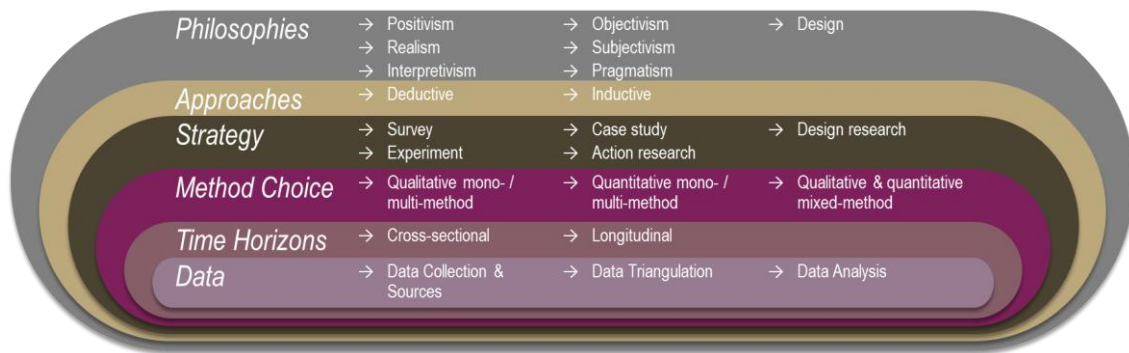 Philosophies → Positivism → Objectivism → Design
→ Realism → Subjectivism
→ Interpretivism → Pragmatism
Approaches → Deductive → Inductive
Strategy → Survey → Case study → Design research
→ Experiment → Action research
Method Choice → Qualitative mono- / → Quantitative mono- / → Qualitative & quantitative
multi-method multi-method mixed-method
Time Horizons → Cross-sectional → Longitudinal
Data → Data Collection & → Data Triangulation → Data Analysis
Sources